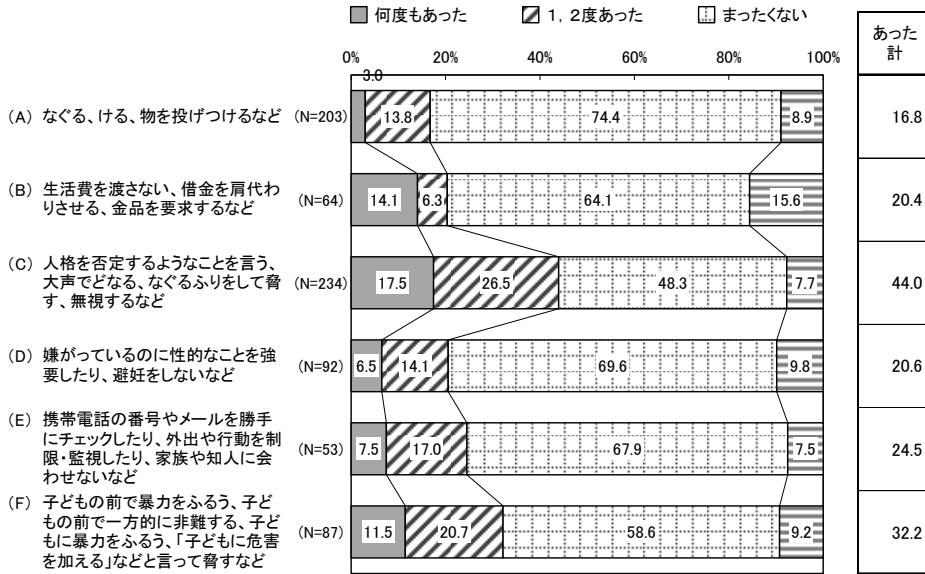 何度もあった 1，2度あった まったくない
あった
計
0% 20% 40% 60% 80% 100%
3.0
(A) なぐる、ける、物を投げつけるなど (N=203) 13.8 74.4 8.9 16.8
(B) 生活費を渡さない、借金を肩代わ
りさせる、金品を要求するなど (N=64) 14.1 6.3 64.1 15.6 20.4
(C) 人格を否定するようなことを言う、
大声でどなる、なぐるふりをして脅 (N=234) 17.5 26.5 48.3 7.7 44.0
す、無視するなど
(D) 嫌がっているのに性的なことを強
要したり、避妊をしないなど (N=92) 6.5 14.1 69.6 9.8 20.6
(E) 携帯電話の番号やメールを勝手
にチェックしたり、外出や行動を制 (N=53) 7.5 17.0 67.9 7.5 24.5
限・監視したり、家族や知人に会
わせないなど
(F) 子どもの前で暴力をふるう、子ど
もの前で一方的に非難する、子ど (N=87) 11.5 20.7 58.6 9.2 32.2
もに暴力をふるう、「子どもに危害
を加える」などと言って脅すなど